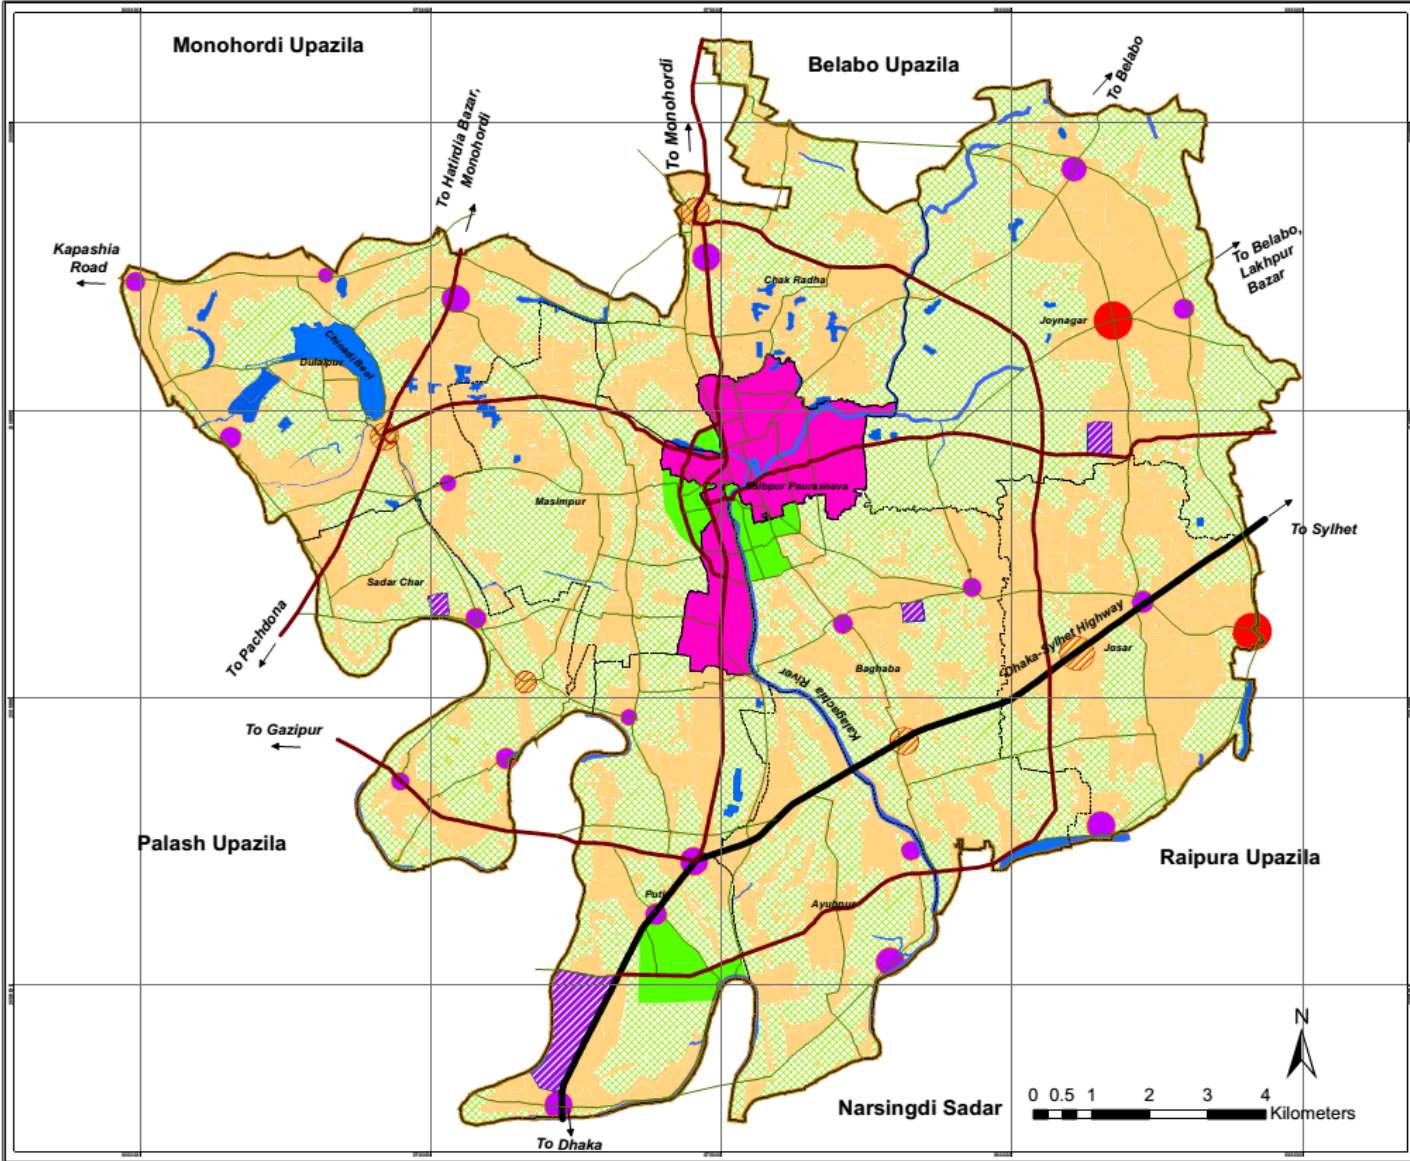 Monohordi Upazila
Belabo Upazila
To Belabo
To Monohordi
To Hatirdia Bazar,
Monohordi
Kapashia
Road
To Belabo,
Lakhpur
Bazar
Chak Radha
Joynagar
Chinadi Beel
Dulalpur
Masimpur
Shibpur Paurashava
To Sylhet
Sadar Char
Dhaka-Sylhet Highway
Josar
To Pachdona
Baghaba
Kalagachia
River
To Gazipur
Palash Upazila
Raipura Upazila
Ayubpur
N
0 0.5 1 2 3 4
Kilometers
Narsingdi Sadar
To Dhaka